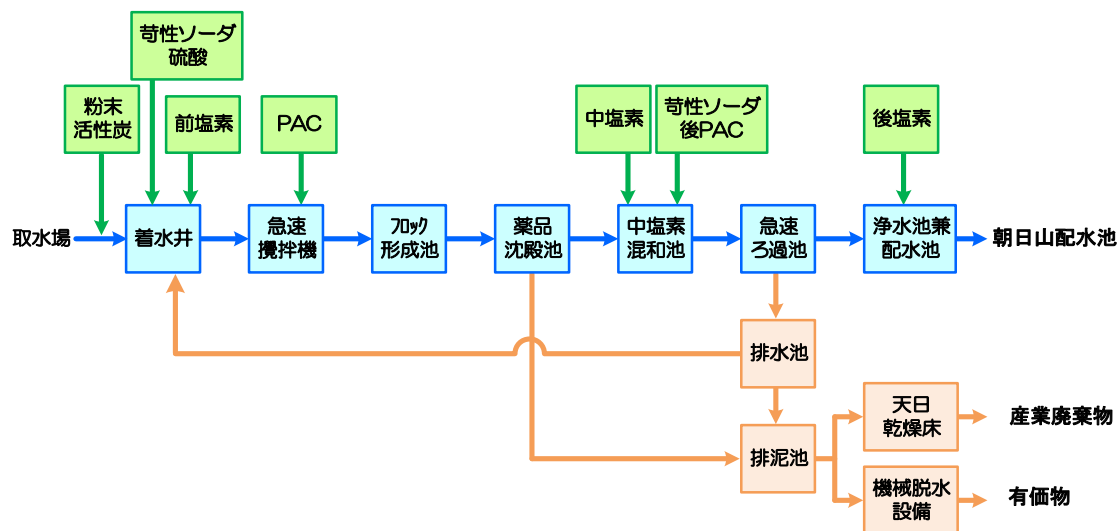 苛性ソーダ
硫酸
粉末
活性炭
前塩素
PAC
中塩素
苛性ソーダ
後PAC
後塩素
取水場
着水井
急速
攪拌機
フロック
形成池
薬品
沈殿池
中塩素
混和池
急速
ろ過池
浄水池兼
配水池
朝日山配水池
排水池
排泥池
天日
乾燥床
産業廃棄物
機械脱水
設備
有価物